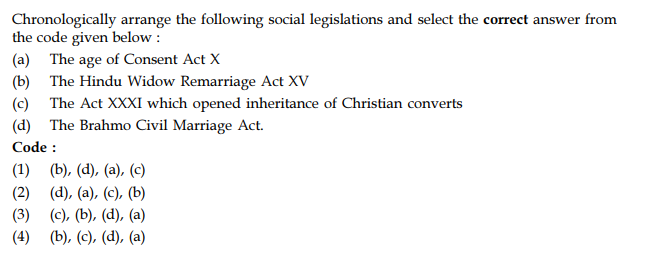 Chronologically arrange the following social legislations and select the correct answer from
the code given below :
(a) The age of Consent Act X
(b) The Hindu Widow Remarriage Act XV
(c) The Act XXXI which opened inheritance of Christian converts
(d) The Brahmo Civil Marriage Act.
Code :
(1) (b), (d), (a), (c)
(2) (d), (a), (c), (b)
(3) (c), (b), (d), (a)
(4) (b), (c), (d), (a)